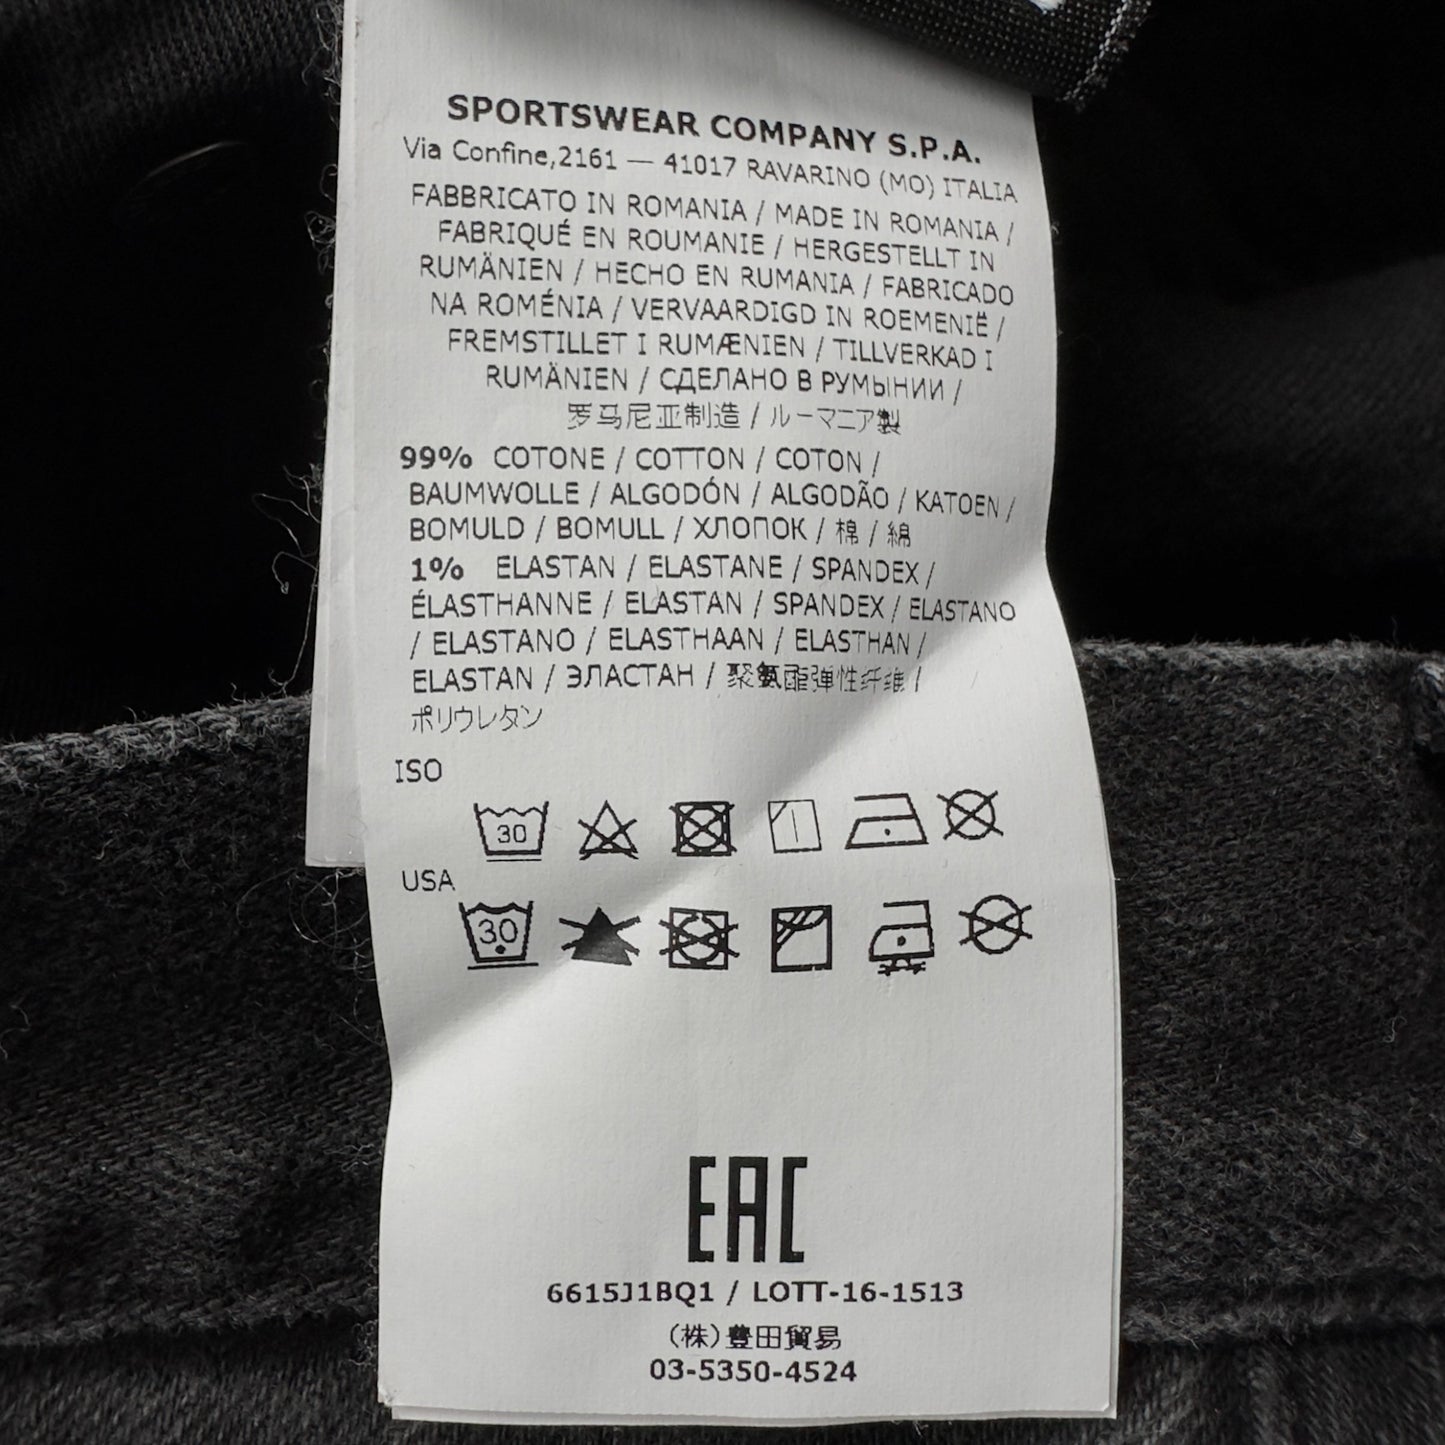 SPORTSWEAR COMPANY S.P.A.
Via Confine,2161 — 41017 RAVARINO (MO) ITALIA
FABBRICATO IN ROMANIA / MADE IN ROMANIA /
FABRIQUÉ EN ROUMANIE / HERGESTELLT IN
RUMÄNIEN / HECHO EN RUMANIA / FABRICADO
NA ROMÉNIA / VERVAARDIGD IN ROEMENIË /
FREMSTILLET I RUMÆNIEN / TILLVERKAD I
RUMÄNIEN / СДЕЛАНО В РУМЫНИИ /
罗马尼亚制造 / ルーマニア製
99% COTONE / COTTON / COTON /
BAUMWOLLE / ALGODÓN / ALGODÃO / KATOEN /
BOMULD / BOMULL / ХЛОПОК / 棉 / 綿
1% ELASTAN / ELASTANE / SPANDEX /
ÉLASTHANNE / ELASTAN / SPANDEX / ELASTANO
/ ELASTANO / ELASTHAAN / ELASTHAN /
ELASTAN / ЭЛАСТАН / 聚氨酯弹性纤维 /
ポリウレタン
ISO
30
USA
30
EAC
6615J1BQ1 / LOTT-16-1513
(株)豊田貿易
03-5350-4524